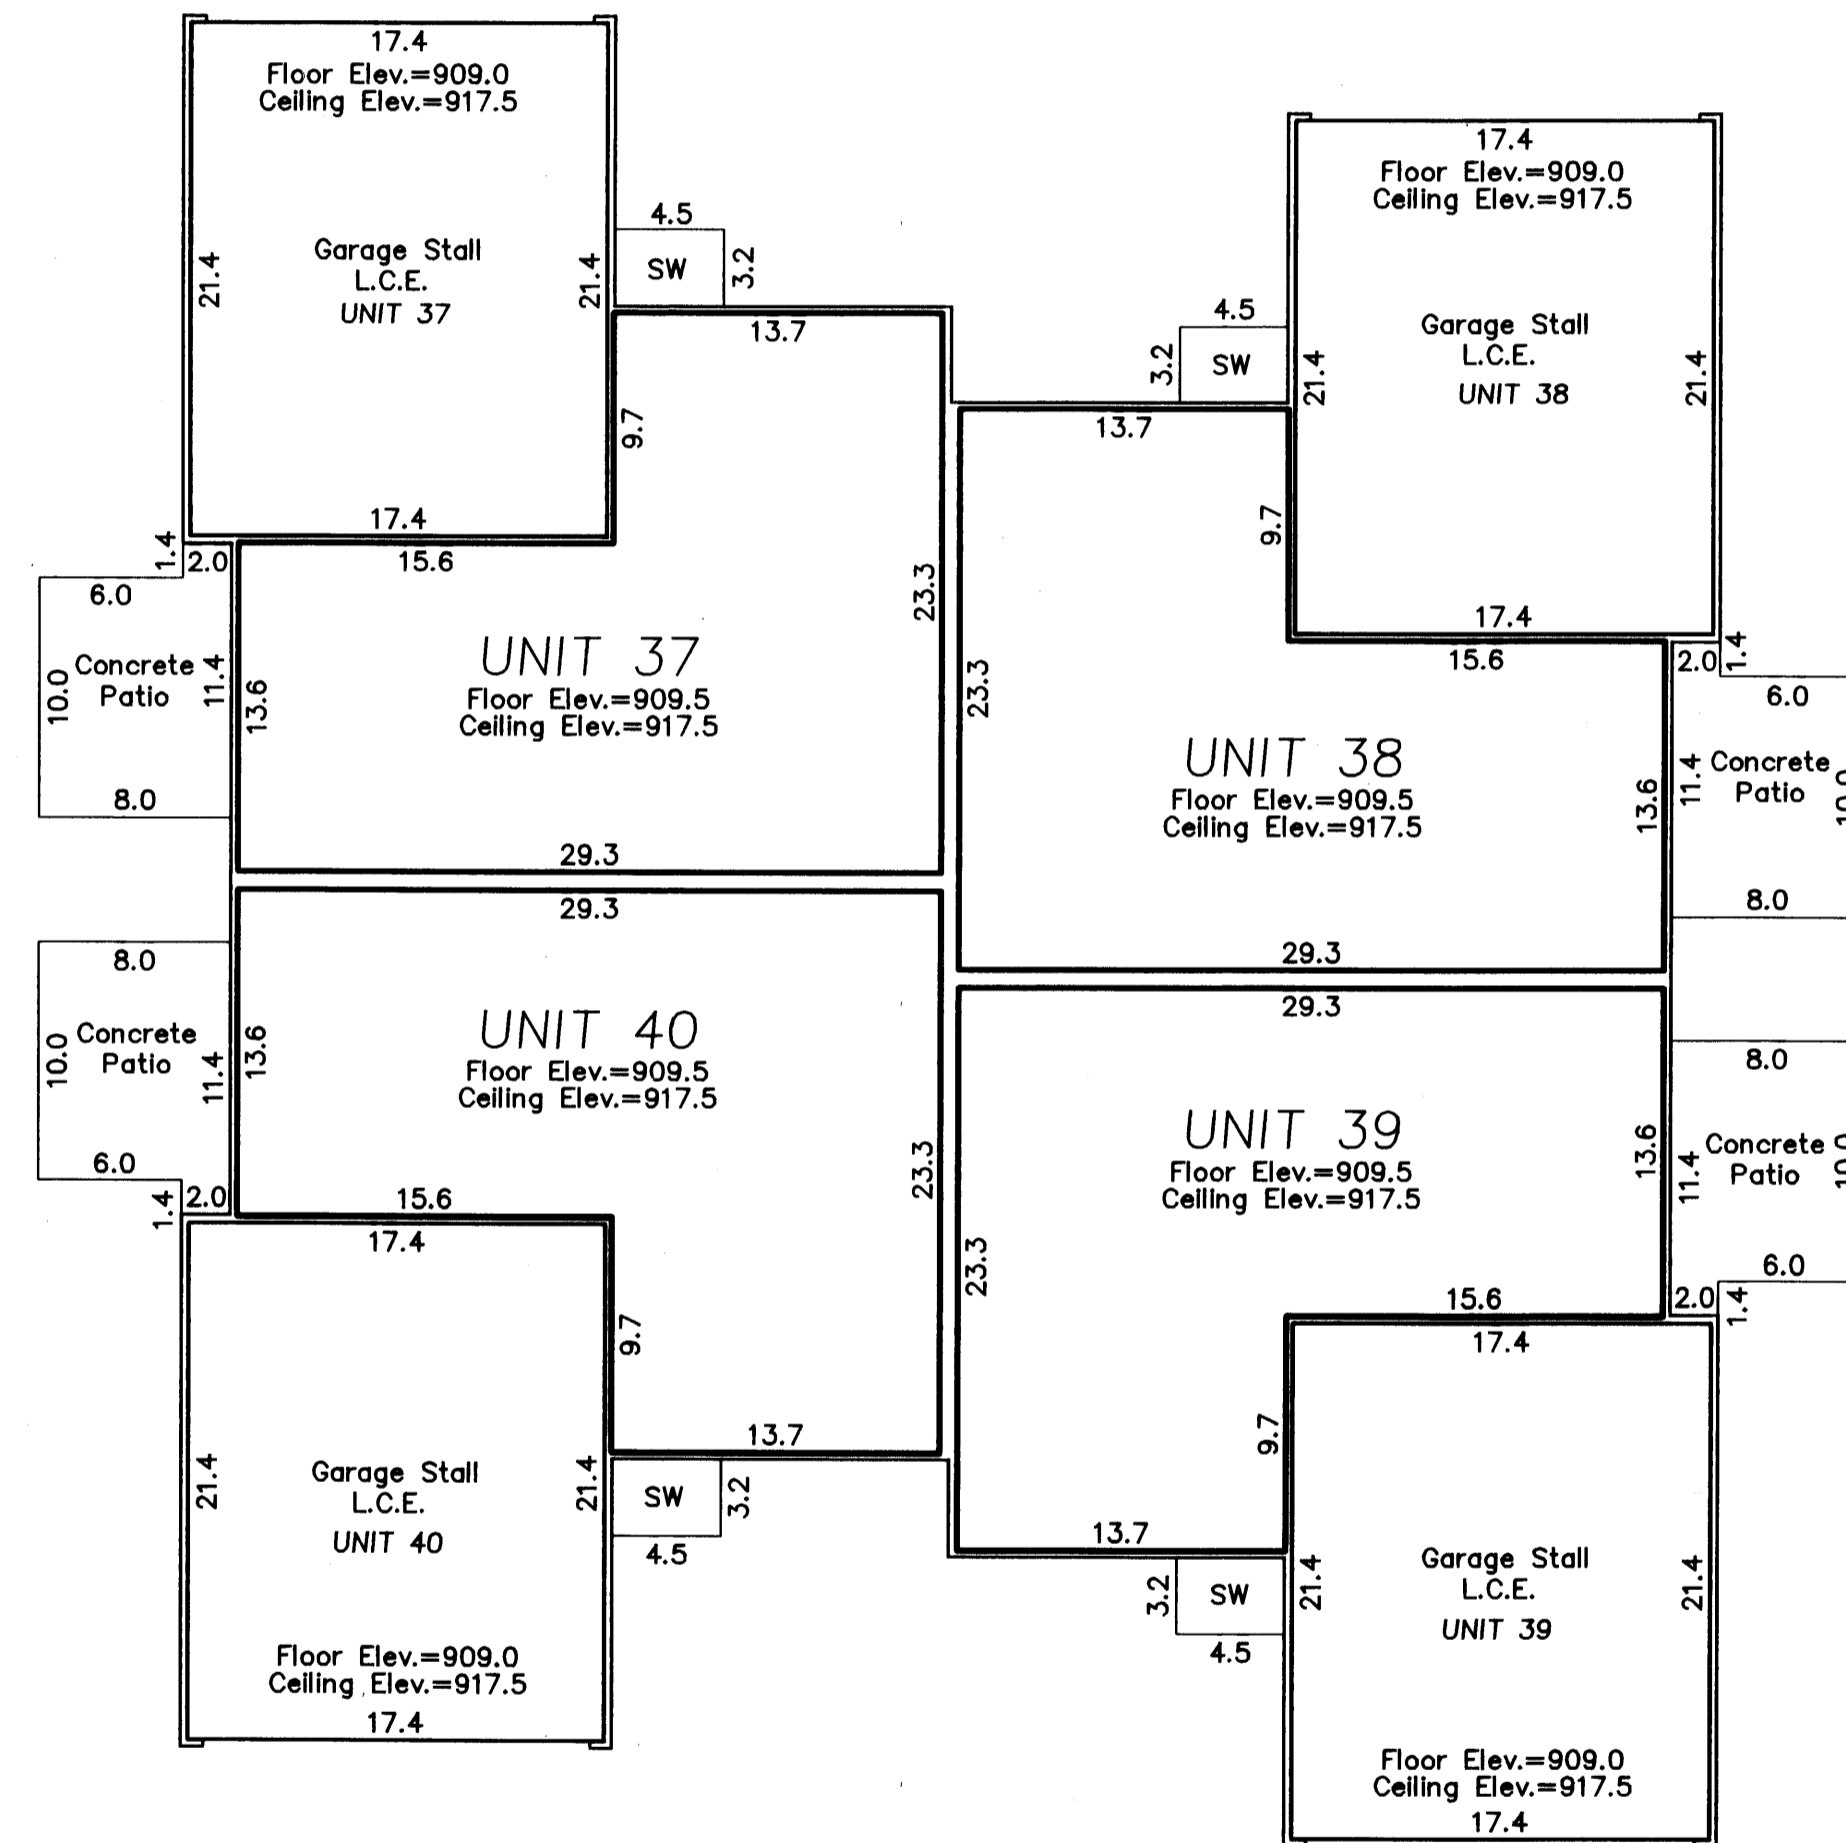 17.4
Floor Elev.=909.0
Ceiling Elev.=917.5
21.4
Garage Stall
L.C.E.
UNIT 37
21.4
17.4
4.5
SW
3.2
13.7
9.7
1.4
2.0
15.6
23.3
6.0
10.0
Concrete
Patio
11.4
13.6
8.0
UNIT 37
Floor Elev.=909.5
Ceiling Elev.=917.5
29.3
17.4
Floor Elev.=909.0
Ceiling Elev.=917.5
4.5
3.2
SW
21.4
Garage Stall
L.C.E.
UNIT 38
21.4
13.7
9.7
17.4
15.6
2.0
1.4
6.0
23.3
UNIT 38
Floor Elev.=909.5
Ceiling Elev.=917.5
13.6
11.4
Concrete
Patio
10.0
8.0
29.3
29.3
8.0
10.0
Concrete
Patio
11.4
13.6
UNIT 40
Floor Elev.=909.5
Ceiling Elev.=917.5
23.3
6.0
1.4
2.0
15.6
17.4
9.7
13.7
21.4
Garage Stall
L.C.E.
UNIT 40
21.4
SW
3.2
4.5
Floor Elev.=909.0
Ceiling Elev.=917.5
17.4
29.3
8.0
UNIT 39
Floor Elev.=909.5
Ceiling Elev.=917.5
13.6
11.4
Concrete
Patio
10.0
23.3
6.0
15.6
2.0
1.4
17.4
9.7
13.7
3.2
SW
4.5
21.4
Garage Stall
L.C.E.
UNIT 39
21.4
Floor Elev.=909.0
Ceiling Elev.=917.5
17.4